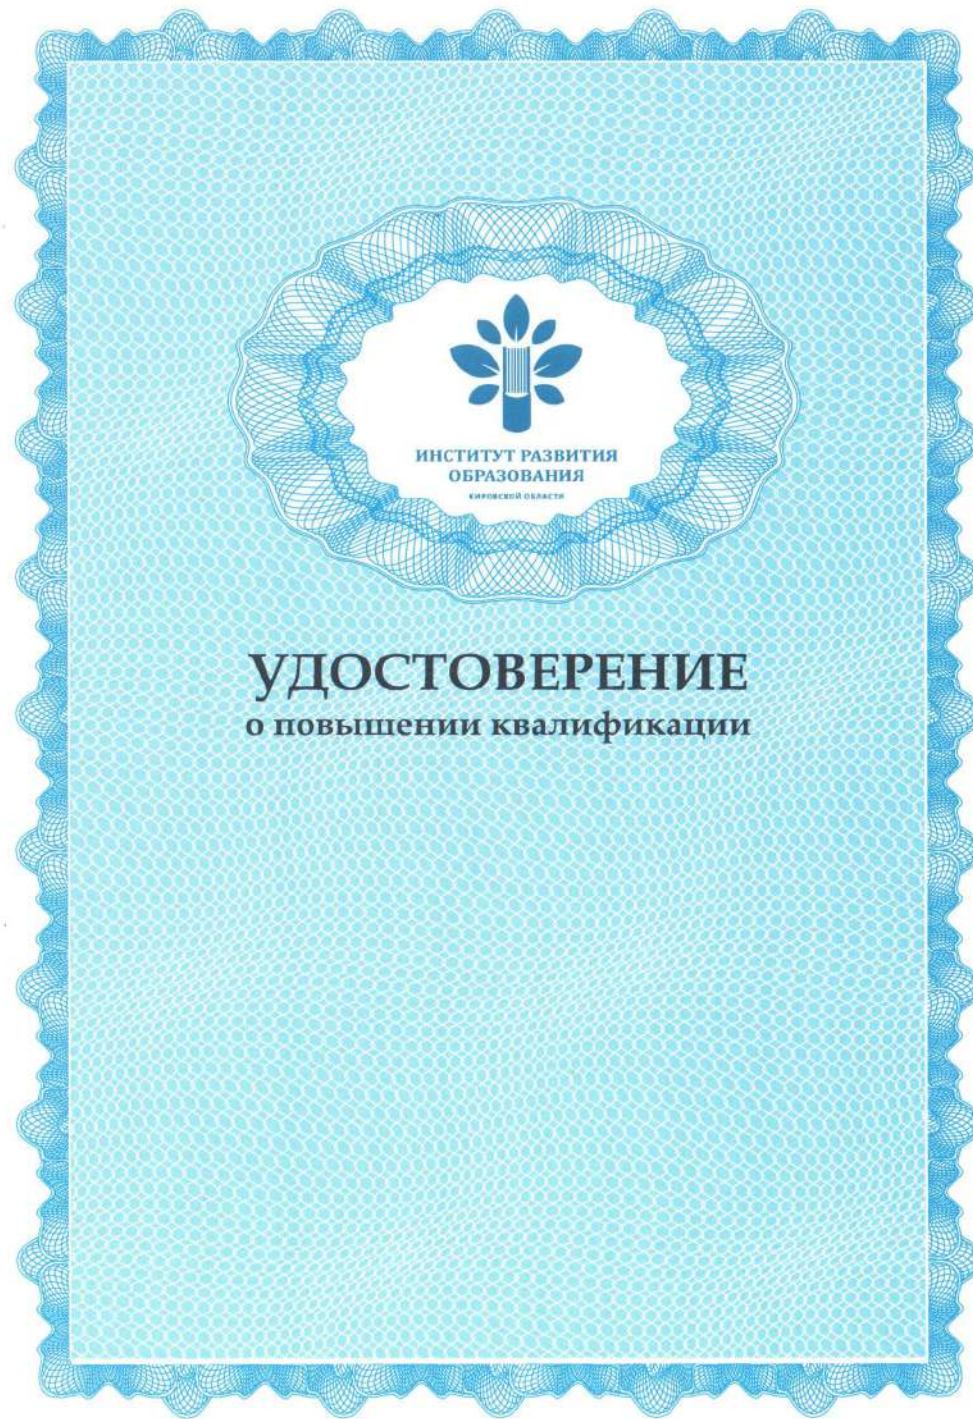 ИНСТИТУТ РАЗВИТИЯ
ОБРАЗОВАНИЯ
КИРОВСКОЙ ОБЛАСТИ
УДОСТОВЕРЕНИЕ
о повышении квалификации